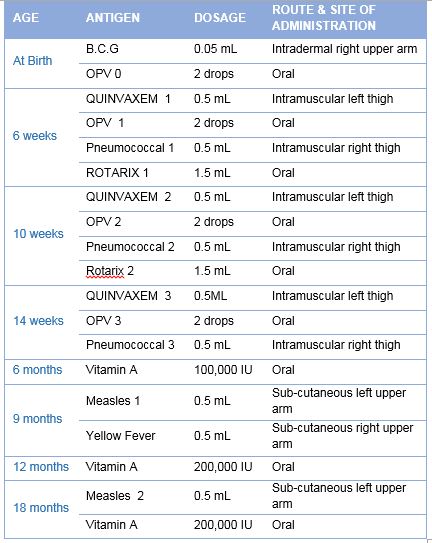 AGE ANTIGEN DOSAGE ROUTE & SITE OF ADMINISTRATION
At Birth
B.C.G 0.05 mL Intradermal right upper arm
OPV 0 2 drops Oral
6 weeks
QUINVAXEM 1 0.5 mL Intramuscular left thigh
OPV 1 2 drops Oral
Pneumococcal 1 0.5 mL Intramuscular right thigh
ROTARIX 1 1.5 mL Oral
10 weeks
QUINVAXEM 2 0.5 mL Intramuscular left thigh
OPV 2 2 drops Oral
Pneumococcal 2 0.5 mL Intramuscular right thigh
Rotarix 2 1.5 mL Oral
14 weeks
QUINVAXEM 3 0.5ML Intramuscular left thigh
OPV 3 2 drops Oral
Pneumococcal 3 0.5 mL Intramuscular right thigh
6 months Vitamin A 100,000 IU Oral
9 months
Measles 1 0.5 mL Sub-cutaneous left upper arm
Yellow Fever 0.5 mL Sub-cutaneous right upper arm
12 months Vitamin A 200,000 IU Oral
18 months
Measles 2 0.5 mL Sub-cutaneous left upper arm
Vitamin A 200,000 IU Oral